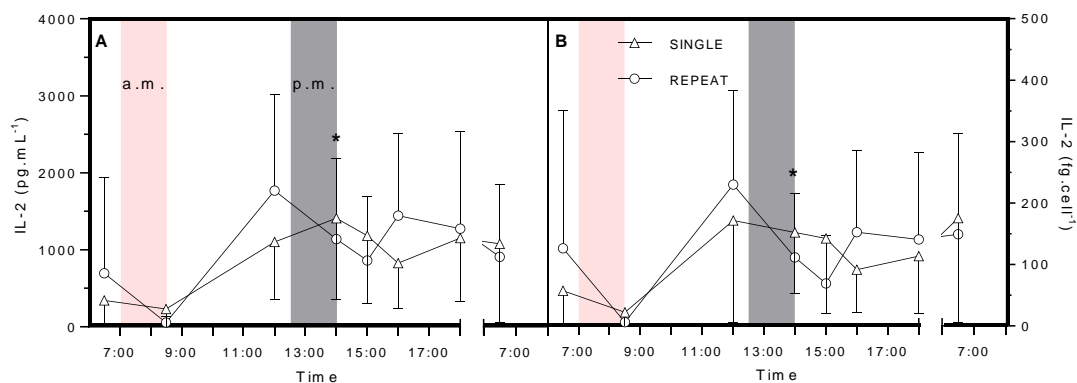 4000
3000
2000
1000
0
IL-2 (pg.mL-1)
A
a.m.
p.m.
*
7:00 9:00 11:00 13:00 15:00 17:00 7:00
Time
B
SINGLE
REPEAT
*
7:00 9:00 11:00 13:00 15:00 17:00 7:00
Time
500
400
300
200
100
0
IL-2 (fg.cell-1)